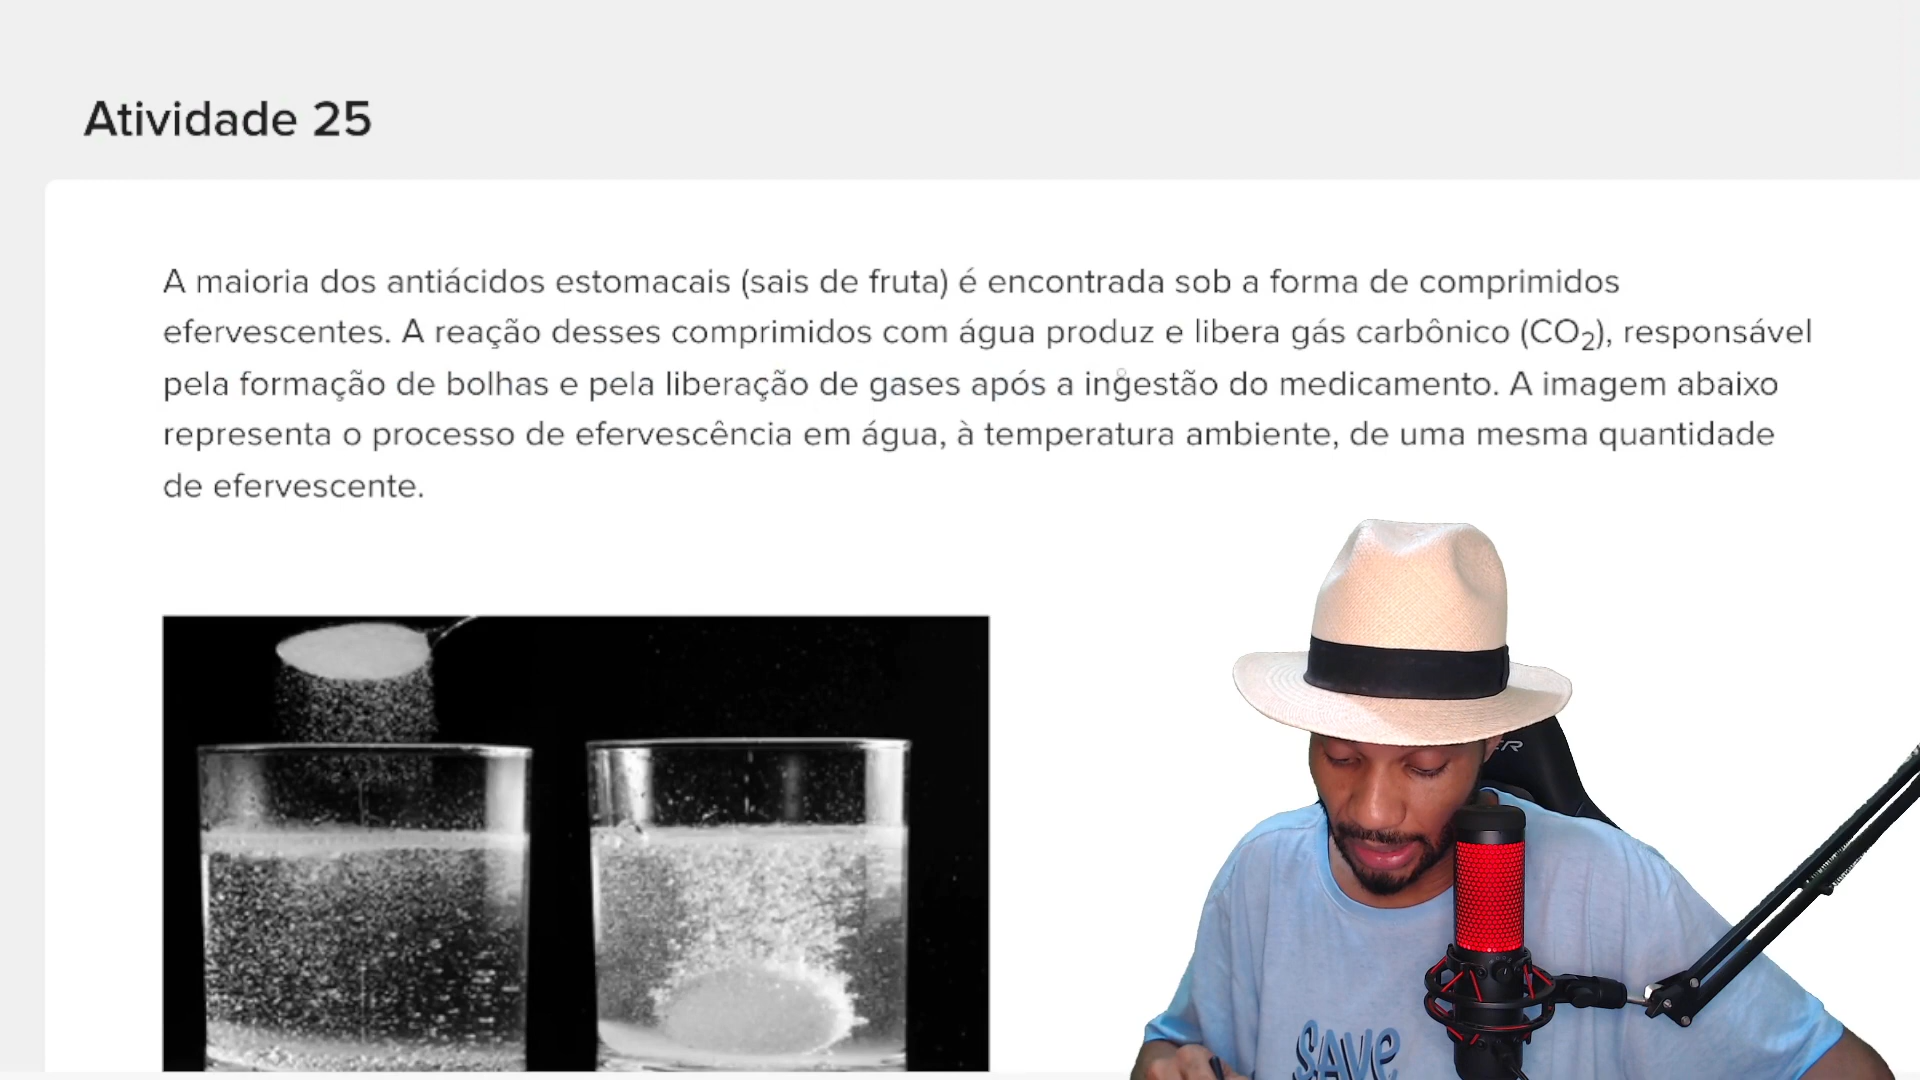 Atividade 25
A maioria dos antiácidos estomacais (sais de fruta) é encontrada sob a forma de comprimidos
efervescentes. A reação desses comprimidos com água produz e libera gás carbônico (CO₂), responsável
pela formação de bolhas e pela liberação de gases após a ingestão do medicamento. A imagem abaixo
representa o processo de efervescência em água, à temperatura ambiente, de uma mesma quantidade
de efervescente.
SAVE